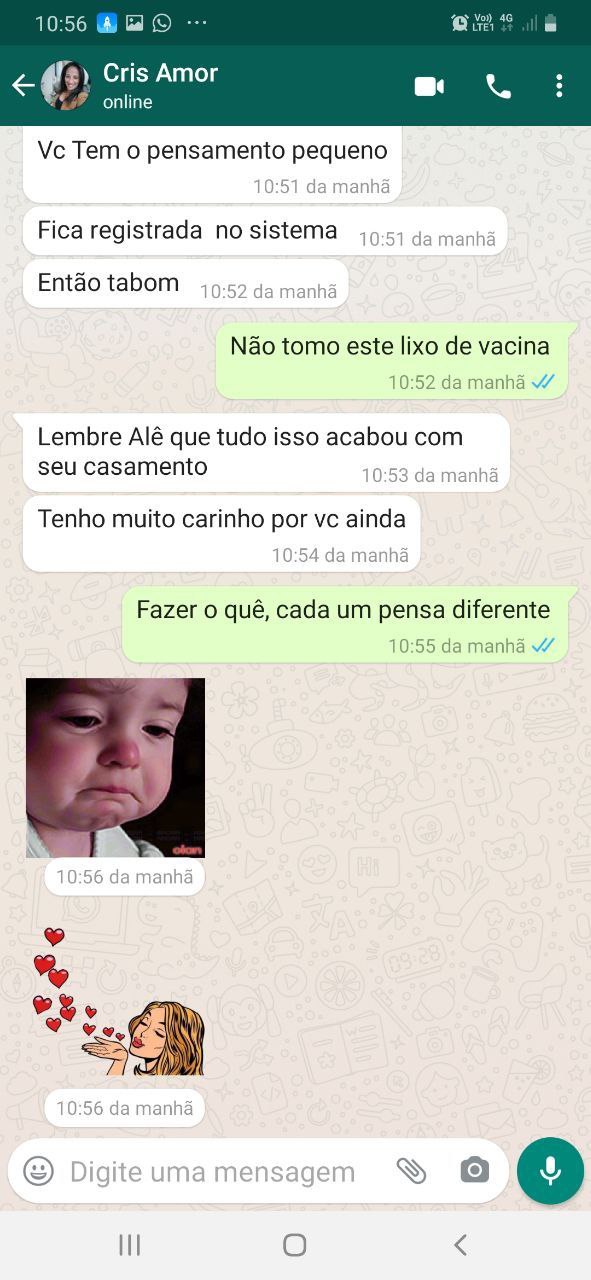 10:56
Vo))
LTE1
4G
Cris Amor
online
Vc Tem o pensamento pequeno
10:51 da manhã
Fica registrada no sistema
10:51 da manhã
Então tabom
10:52 da manhã
Não tomo este lixo de vacina
10:52 da manhã
Lembre Alê que tudo isso acabou com
seu casamento
10:53 da manhã
Tenho muito carinho por vc ainda
10:54 da manhã
Fazer o quê, cada um pensa diferente
10:55 da manhã
10:56 da manhã
10:56 da manhã
Digite uma mensagem